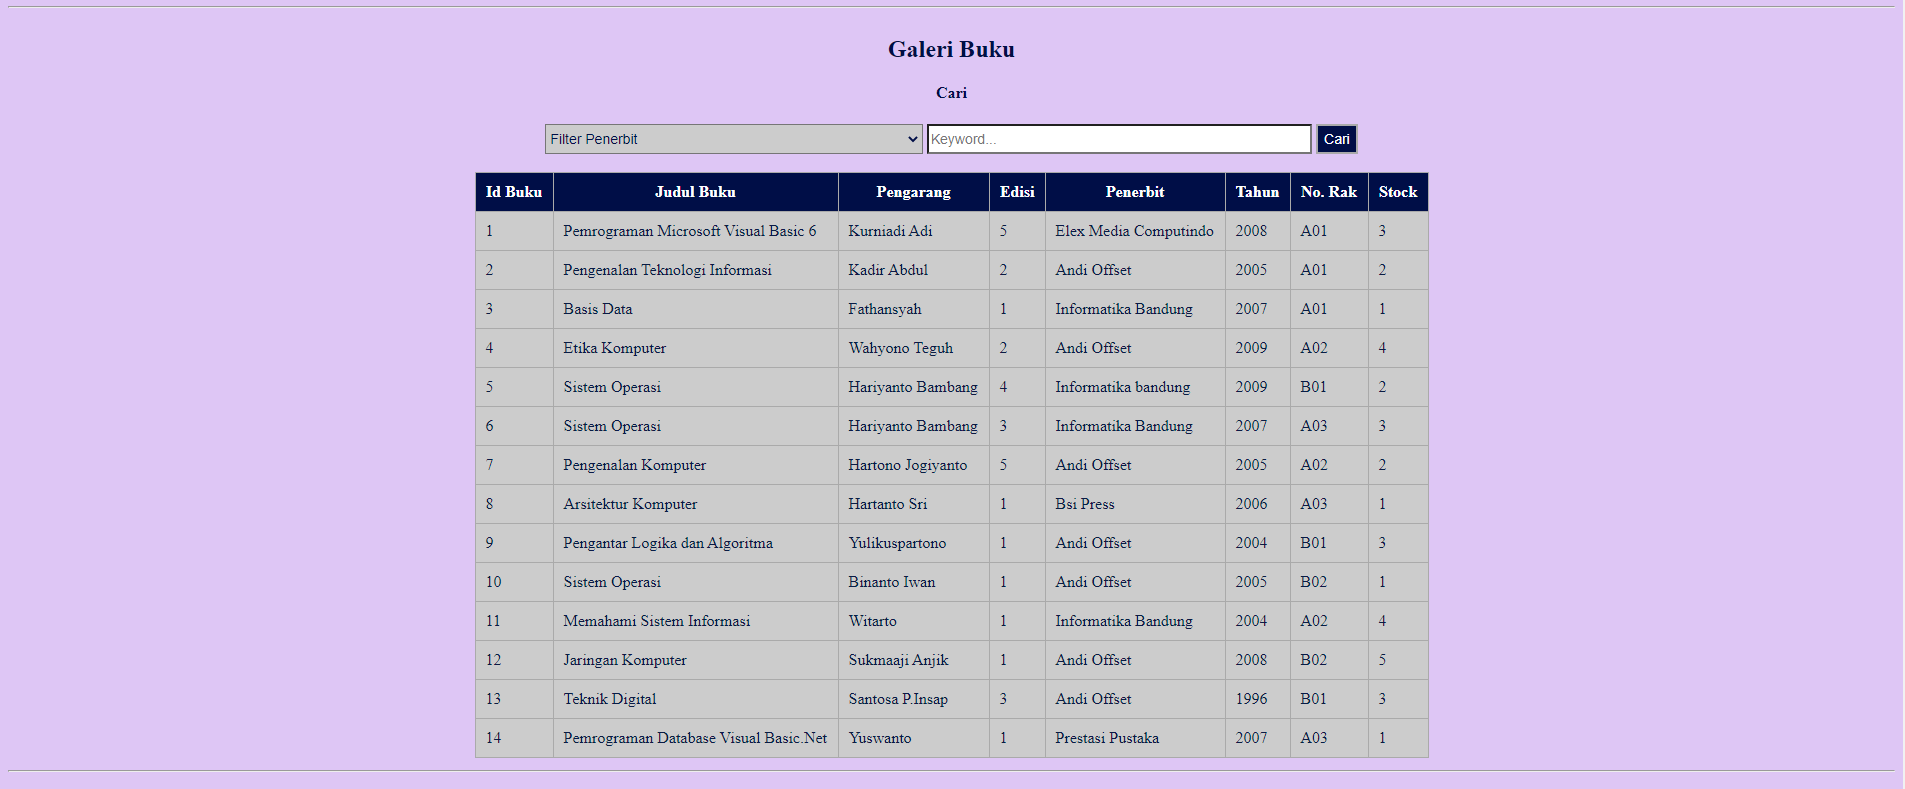 Galeri Buku
Cari
Filter Penerbit Keyword... Cari
Id Buku Judul Buku Pengarang Edisi Penerbit Tahun No. Rak Stock
1 Pemrograman Microsoft Visual Basic 6 Kurniadi Adi 5 Elex Media Computindo 2008 A01 3
2 Pengenalan Teknologi Informasi Kadir Abdul 2 Andi Offset 2005 A01 2
3 Basis Data Fathansyah 1 Informatika Bandung 2007 A01 1
4 Etika Komputer Wahyono Teguh 2 Andi Offset 2009 A02 4
5 Sistem Operasi Hariyanto Bambang 4 Informatika bandung 2009 B01 2
6 Sistem Operasi Hariyanto Bambang 3 Informatika Bandung 2007 A03 3
7 Pengenalan Komputer Hartono Jogiyanto 5 Andi Offset 2005 A02 2
8 Arsitektur Komputer Hartanto Sri 1 Bsi Press 2006 A03 1
9 Pengantar Logika dan Algoritma Yulikuspartono 1 Andi Offset 2004 B01 3
10 Sistem Operasi Binanto Iwan 1 Andi Offset 2005 B02 1
11 Memahami Sistem Informasi Witarto 1 Informatika Bandung 2004 A02 4
12 Jaringan Komputer Sukmaaji Anjik 1 Andi Offset 2008 B02 5
13 Teknik Digital Santosa P.Insap 3 Andi Offset 1996 B01 3
14 Pemrograman Database Visual Basic.Net Yuswanto 1 Prestasi Pustaka 2007 A03 1